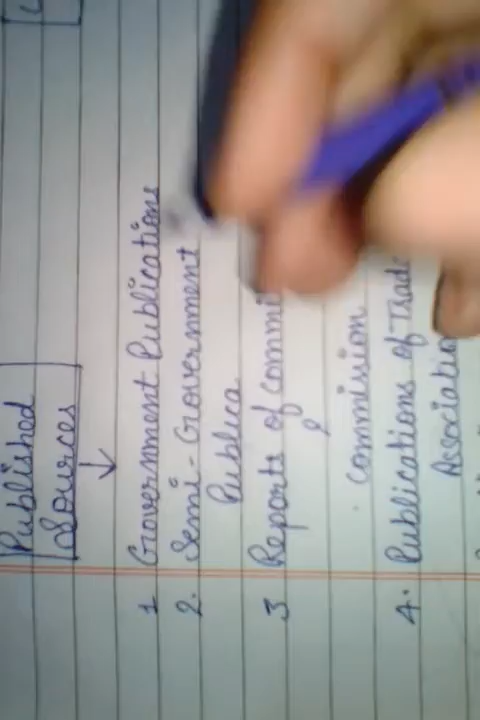 Published
Sources
↓
1 Government Publications
2. Semi-Government
Publica
3 Reports of commi
&
commission
4. Publications of Trade
Association